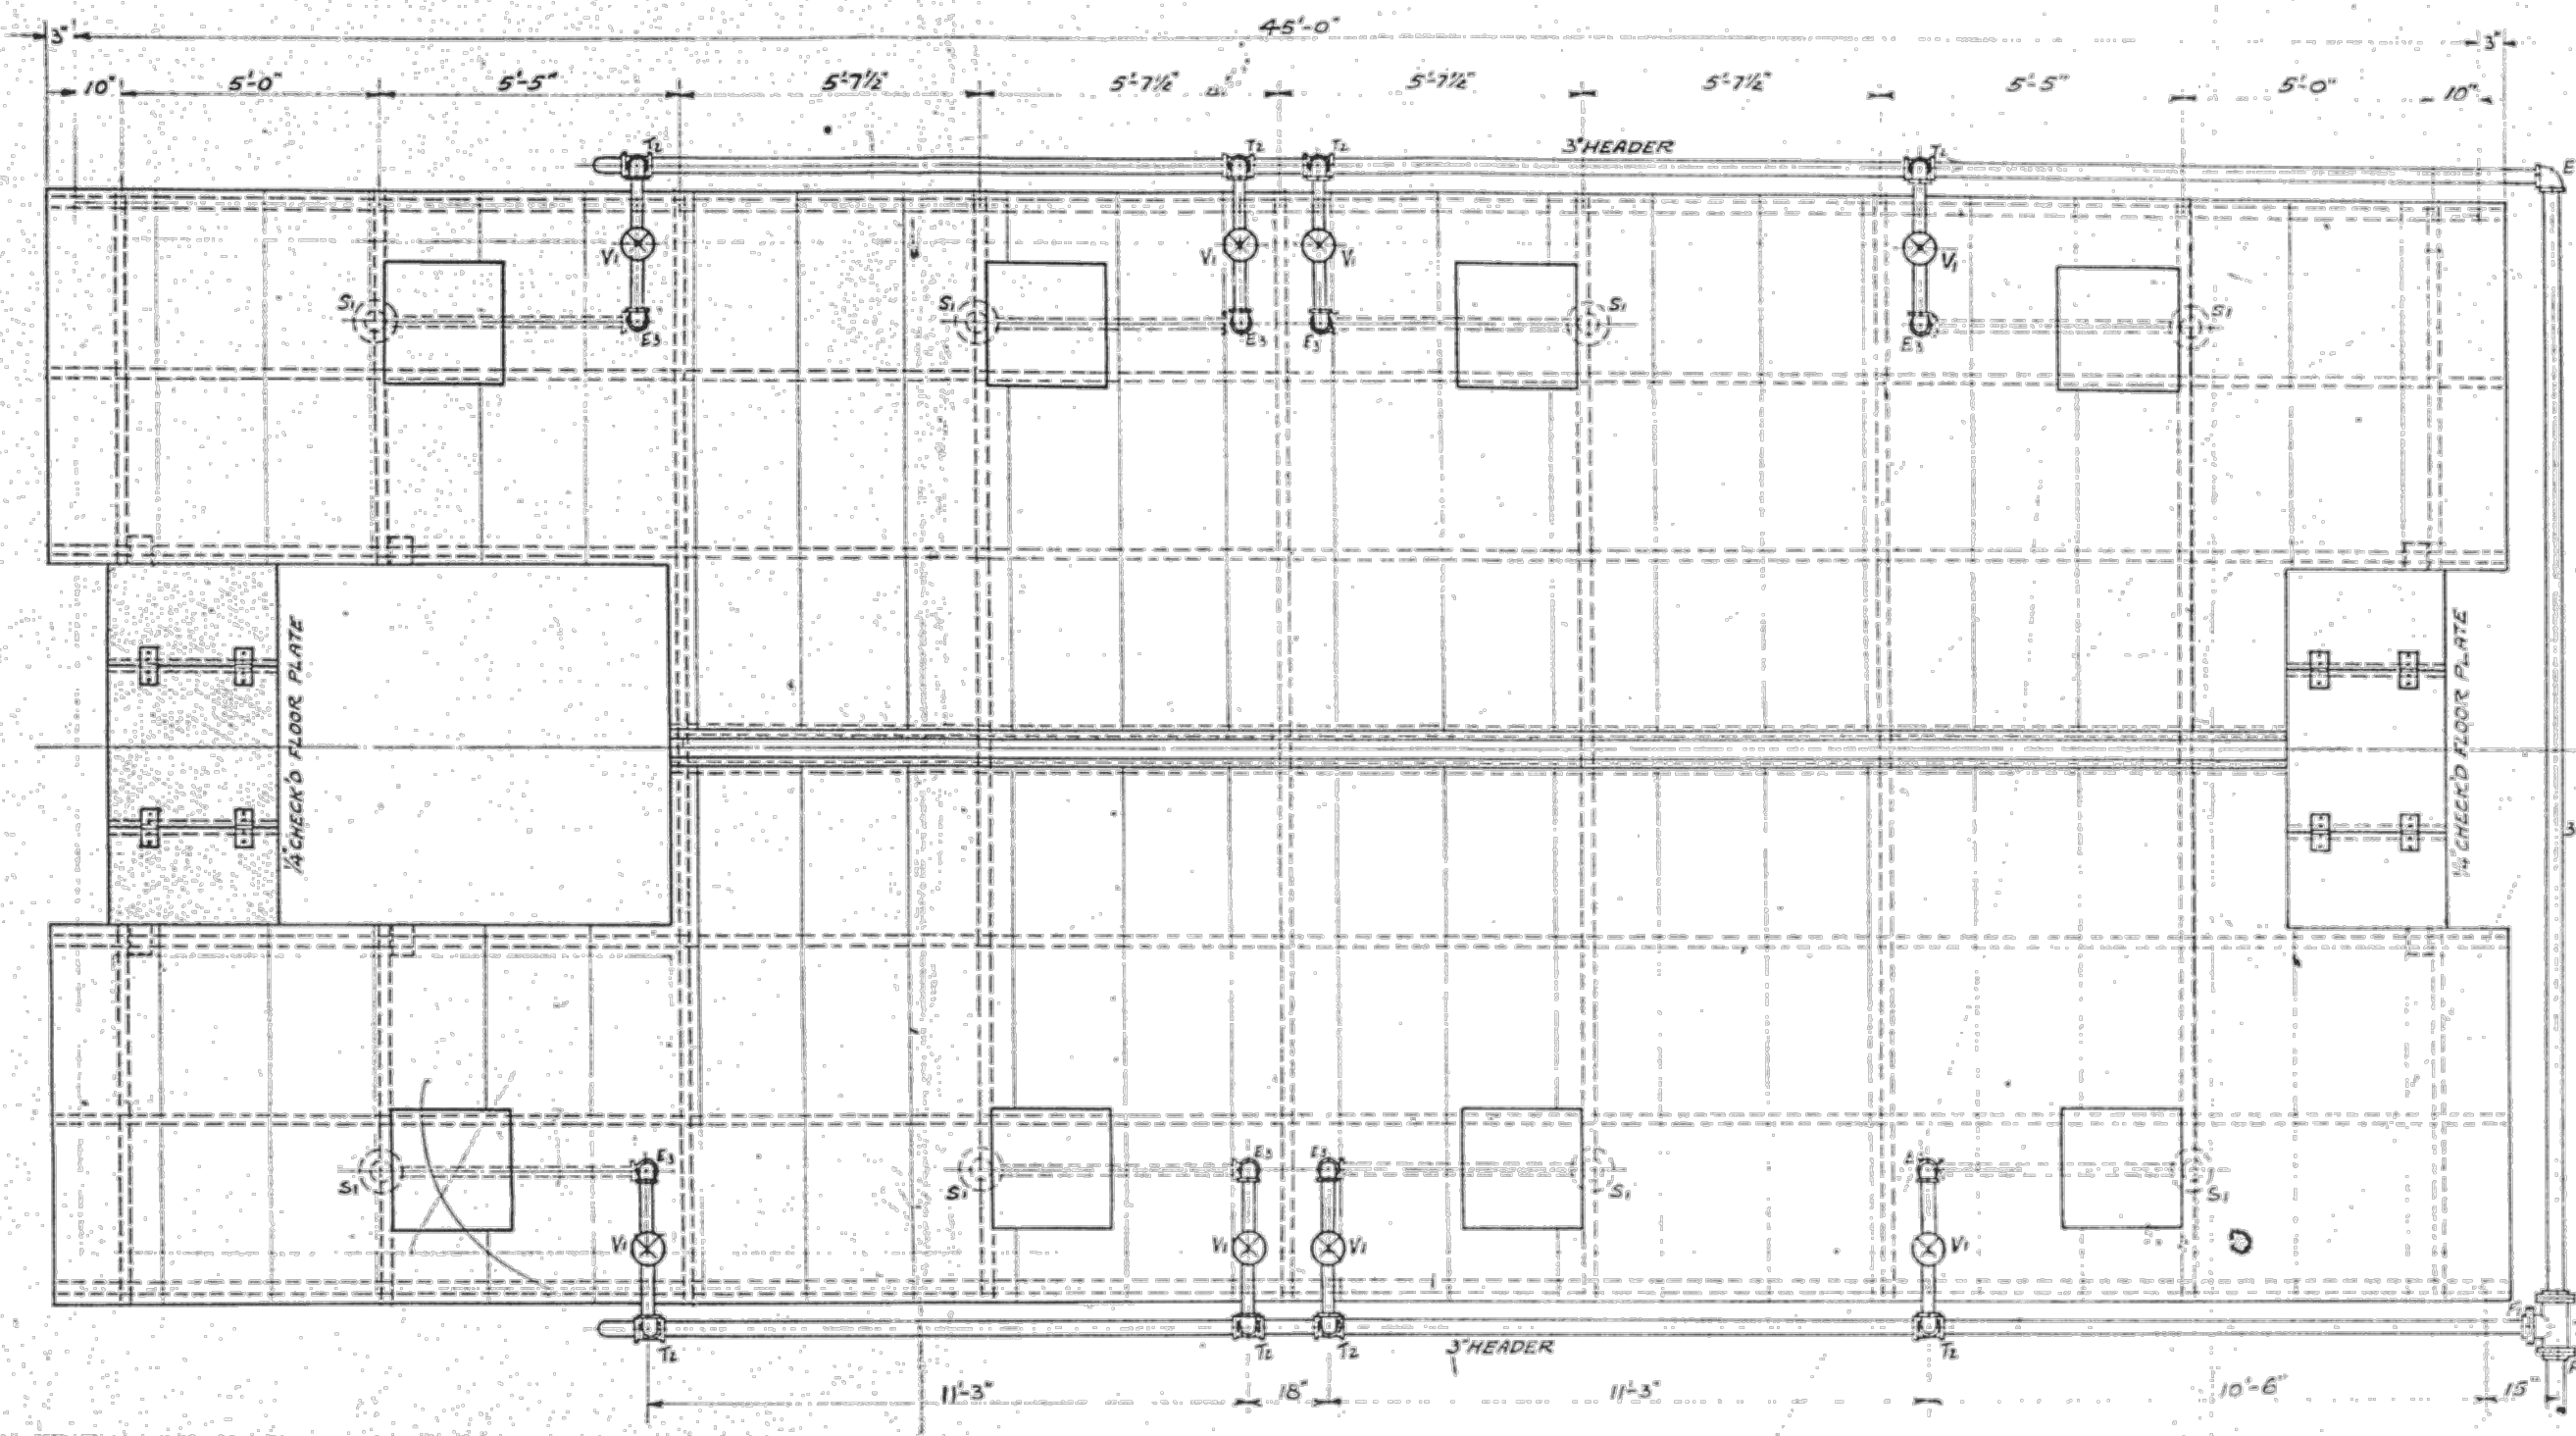 3" 45'-0" 3"
10" 5'-0" 5'-5" 5'-7½" 5'-7½" 5'-7½" 5'-7½" 5'-5" 5'-0" 10"
T2 T2 T2 3"HEADER T2 E
V1 V1 V1 V1
S1 S1 S1 S1
E3 E3 E3 E3
¼" CHECK'D FLOOR PLATE
¼" CHECK'D FLOOR PLATE
3
E3 E3 E3
S1 S1 S1 S1
V1 V1 V1 V1
T2 T2 T2 3"HEADER T2
11'-3" 18" 11'-3" 10'-6" 15"